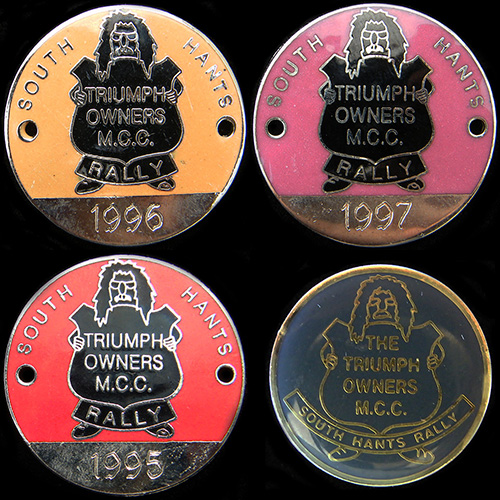 SOUTH HANTS
TRIUMPH
OWNERS
M.C.C.
RALLY
1996
SOUTH HANTS
TRIUMPH
OWNERS
M.C.C.
RALLY
1997
SOUTH HANTS
TRIUMPH
OWNERS
M.C.C.
RALLY
1995
THE
TRIUMPH
OWNERS
M.C.C.
SOUTH HANTS RALLY